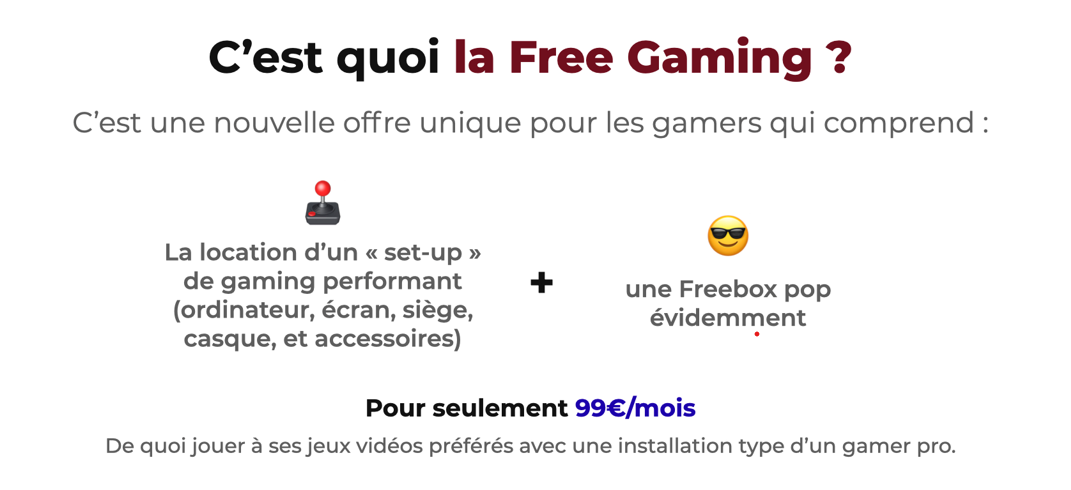 C’est quoi la Free Gaming ?
C’est une nouvelle offre unique pour les gamers qui comprend :
La location d’un « set-up »
de gaming performant
(ordinateur, écran, siège,
casque, et accessoires)
+
une Freebox pop
évidemment
Pour seulement 99€/mois
De quoi jouer à ses jeux vidéos préférés avec une installation type d’un gamer pro.